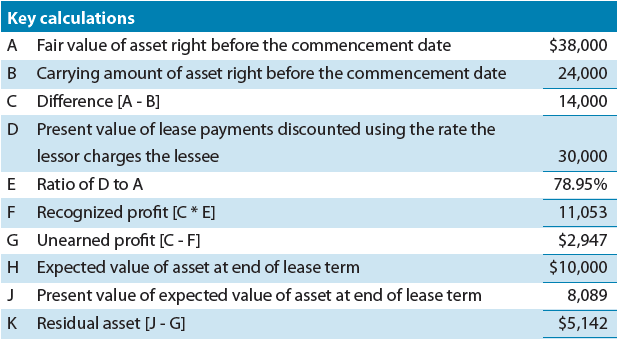 Key calculations
A Fair value of asset right before the commencement date $38,000
B Carrying amount of asset right before the commencement date 24,000
C Difference [A - B] 14,000
D Present value of lease payments discounted using the rate the
lessor charges the lessee 30,000
E Ratio of D to A 78.95%
F Recognized profit [C * E] 11,053
G Unearned profit [C - F] $2,947
H Expected value of asset at end of lease term $10,000
J Present value of expected value of asset at end of lease term 8,089
K Residual asset [J - G] $5,142